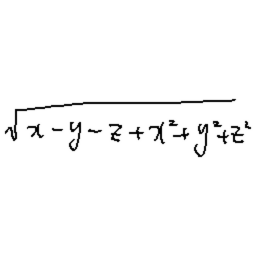 √(x - y - z + x² + y² + z²)